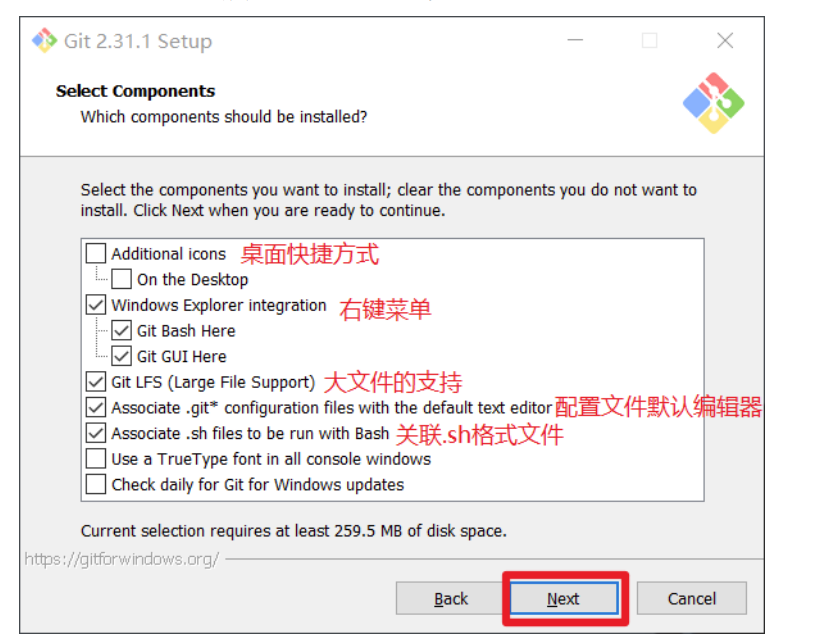 Git 2.31.1 Setup
Select Components
Which components should be installed?
Select the components you want to install; clear the components you do not want to
install. Click Next when you are ready to continue.
Additional icons 桌面快捷方式
On the Desktop
Windows Explorer integration 右键菜单
Git Bash Here
Git GUI Here
Git LFS (Large File Support) 大文件的支持
Associate .git* configuration files with the default text editor 配置文件默认编辑器
Associate .sh files to be run with Bash 关联.sh格式文件
Use a TrueType font in all console windows
Check daily for Git for Windows updates
Current selection requires at least 259.5 MB of disk space.
https://gitforwindows.org/
Back Next Cancel